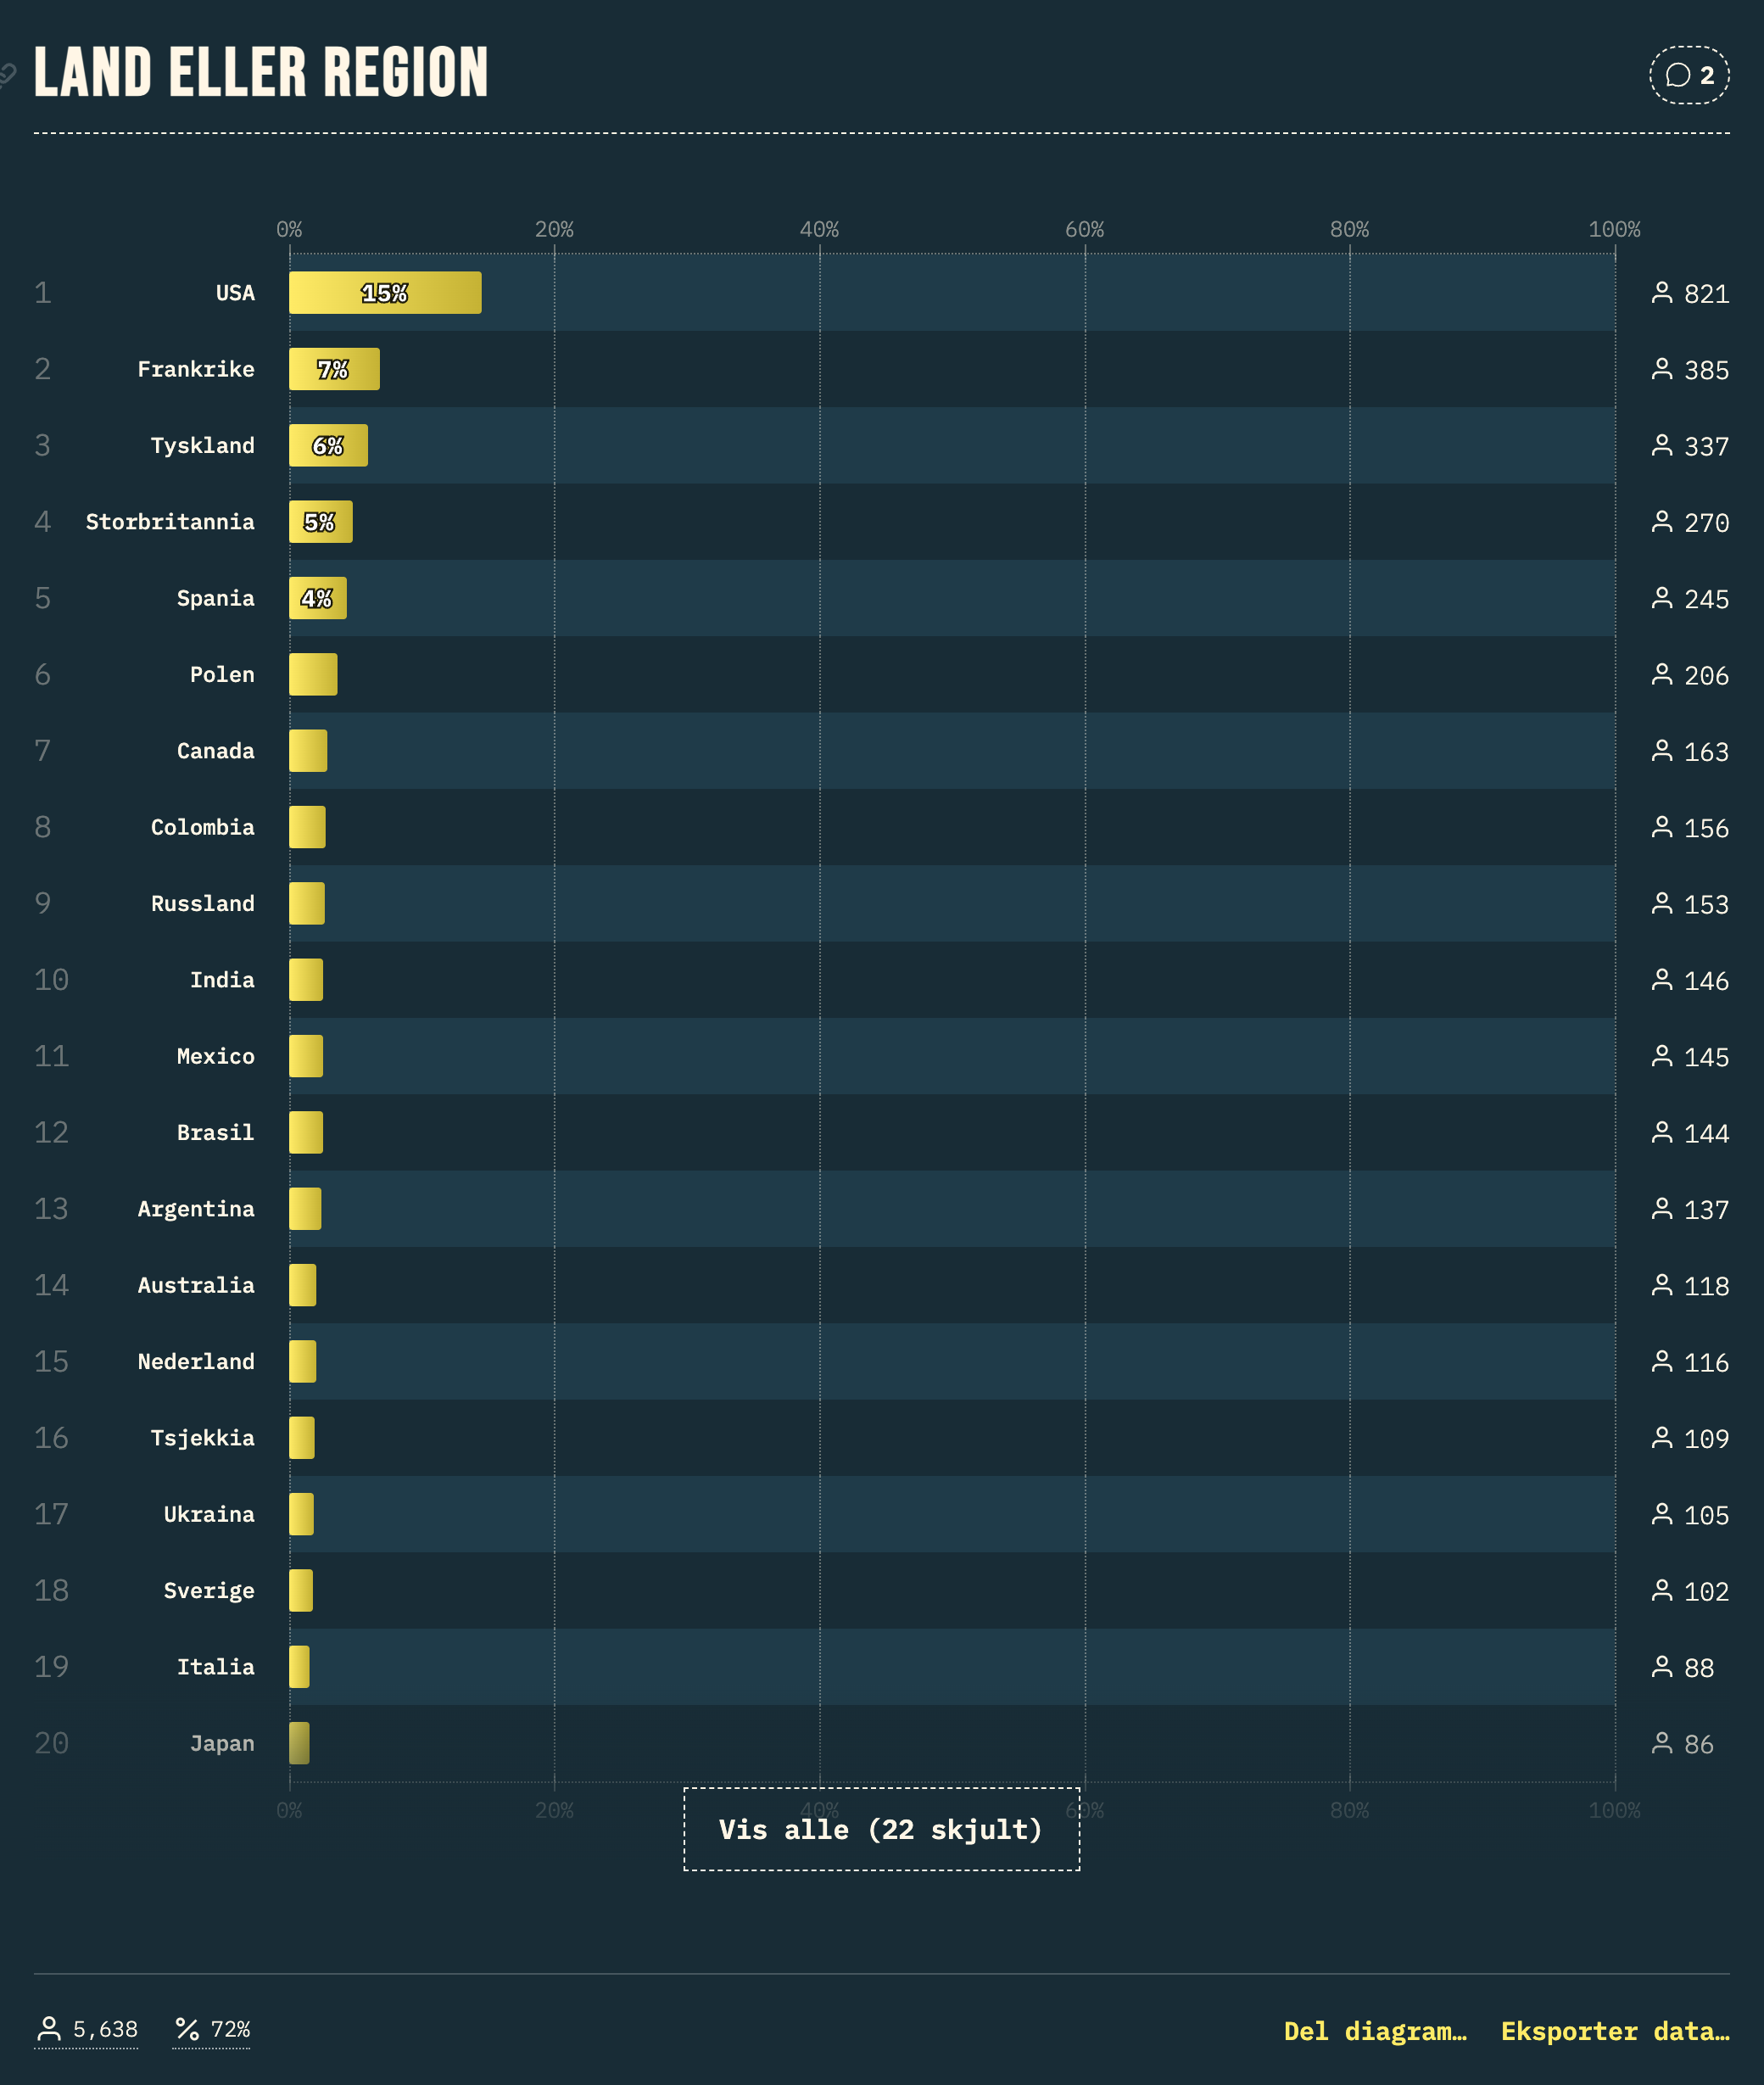 LAND ELLER REGION
2
0% 20% 40% 60% 80% 100%
1 USA 15% 821
2 Frankrike 7% 385
3 Tyskland 6% 337
4 Storbritannia 5% 270
5 Spania 4% 245
6 Polen 206
7 Canada 163
8 Colombia 156
9 Russland 153
10 India 146
11 Mexico 145
12 Brasil 144
13 Argentina 137
14 Australia 118
15 Nederland 116
16 Tsjekkia 109
17 Ukraina 105
18 Sverige 102
19 Italia 88
20 Japan 86
0% 20% 40% 60% 80% 100%
Vis alle (22 skjult)
5,638 72% Del diagram… Eksporter data…